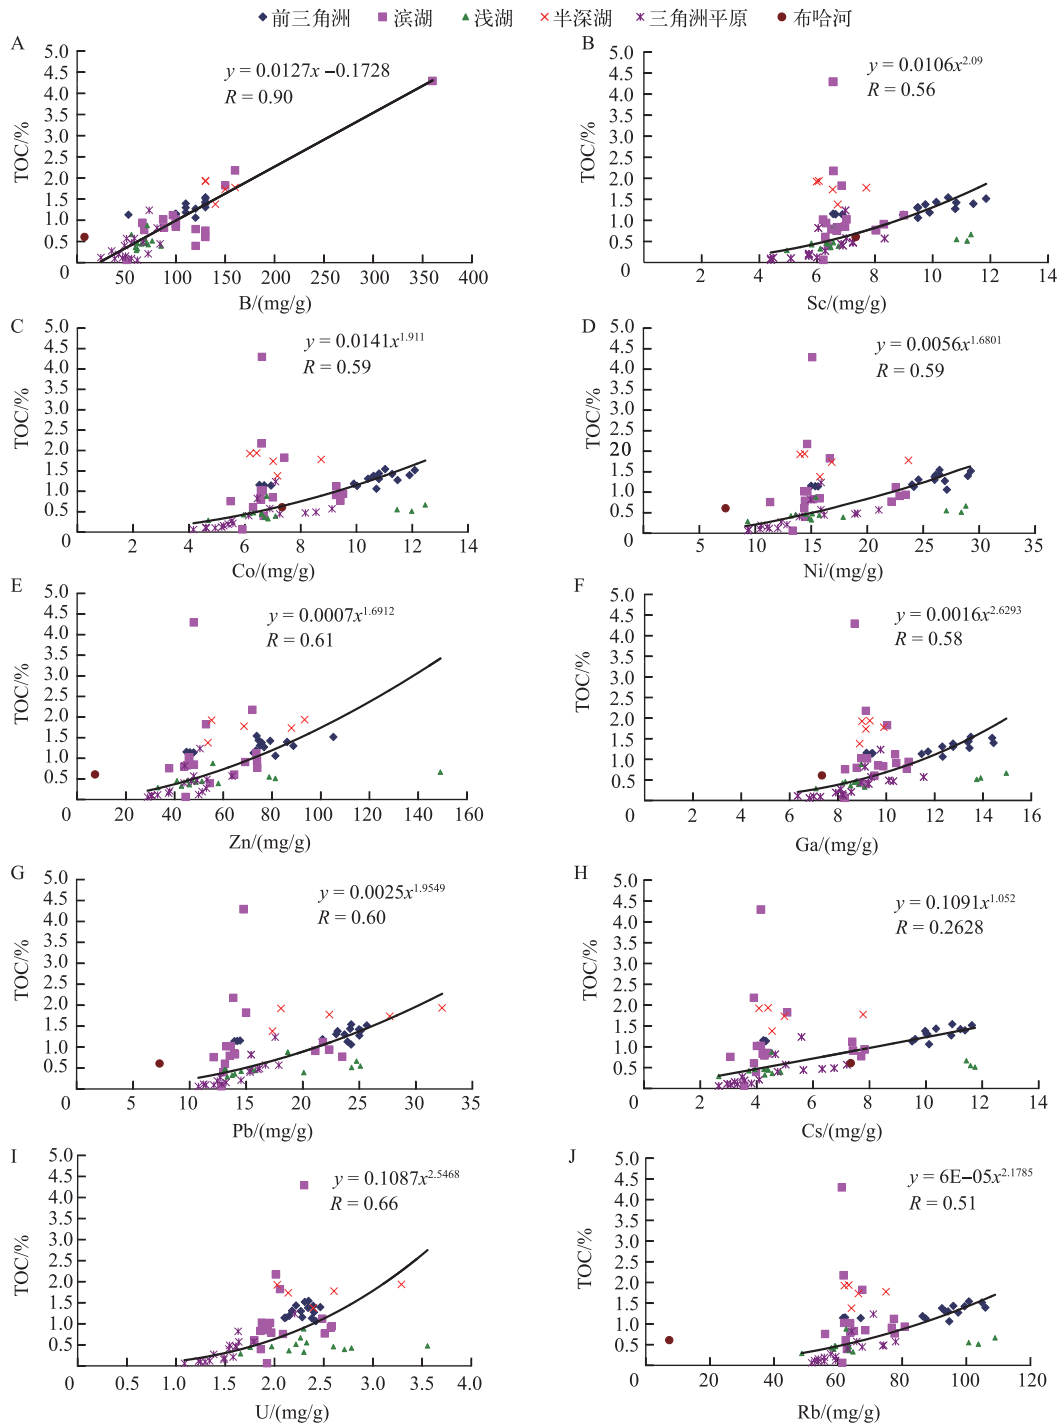 前三角洲 滨湖 浅湖 半深湖 三角洲平原 布哈河
A
5.0
4.5
4.0
3.5
3.0
2.5
2.0
1.5
1.0
0.5
0
TOC/%
y = 0.0127x −0.1728
R = 0.90
50 100 150 200 250 300 350 400
B/(mg/g)
B
5.0
4.5
4.0
3.5
3.0
2.5
2.0
1.5
1.0
0.5
0
TOC/%
y = 0.0106x^2.09
R = 0.56
2 4 6 8 10 12 14
Sc/(mg/g)
C
5.0
4.5
4.0
3.5
3.0
2.5
2.0
1.5
1.0
0.5
0
TOC/%
y = 0.0141x^1.911
R = 0.59
2 4 6 8 10 12 14
Co/(mg/g)
D
5.0
4.5
4.0
3.5
3.0
2.5
20
1.5
1.0
0.5
0
TOC/%
y = 0.0056x^1.6801
R = 0.59
5 10 15 20 25 30 35
Ni/(mg/g)
E
5.0
4.5
4.0
3.5
3.0
2.5
2.0
1.5
1.0
0.5
0
TOC/%
y = 0.0007x^1.6912
R = 0.61
20 40 60 80 100 120 140 160
Zn/(mg/g)
F
5.0
4.5
4.0
3.5
3.0
2.5
2.0
1.5
1.0
0.5
0
TOC/%
y = 0.0016x^2.6293
R = 0.58
2 4 6 8 10 12 14 16
Ga/(mg/g)
G
5.0
4.5
4.0
3.5
3.0
2.5
2.0
1.5
1.0
0.5
0
TOC/%
y = 0.0025x^1.9549
R = 0.60
5 10 15 20 25 30 35
Pb/(mg/g)
H
5.0
4.5
4.0
3.5
3.0
2.5
2.0
1.5
1.0
0.5
0
TOC/%
y = 0.1091x^1.052
R = 0.2628
2 4 6 8 10 12 14
Cs/(mg/g)
I
5.0
4.5
4.0
3.5
3.0
2.5
2.0
1.5
1.0
0.5
0
TOC/%
y = 0.1087x^2.5468
R = 0.66
0.5 1.0 1.5 2.0 2.5 3.0 3.5 4.0
U/(mg/g)
J
5.0
4.5
4.0
3.5
3.0
2.5
2.0
1.5
1.0
0.5
0
TOC/%
y = 6E−05x^2.1785
R = 0.51
20 40 60 80 100 120
Rb/(mg/g)